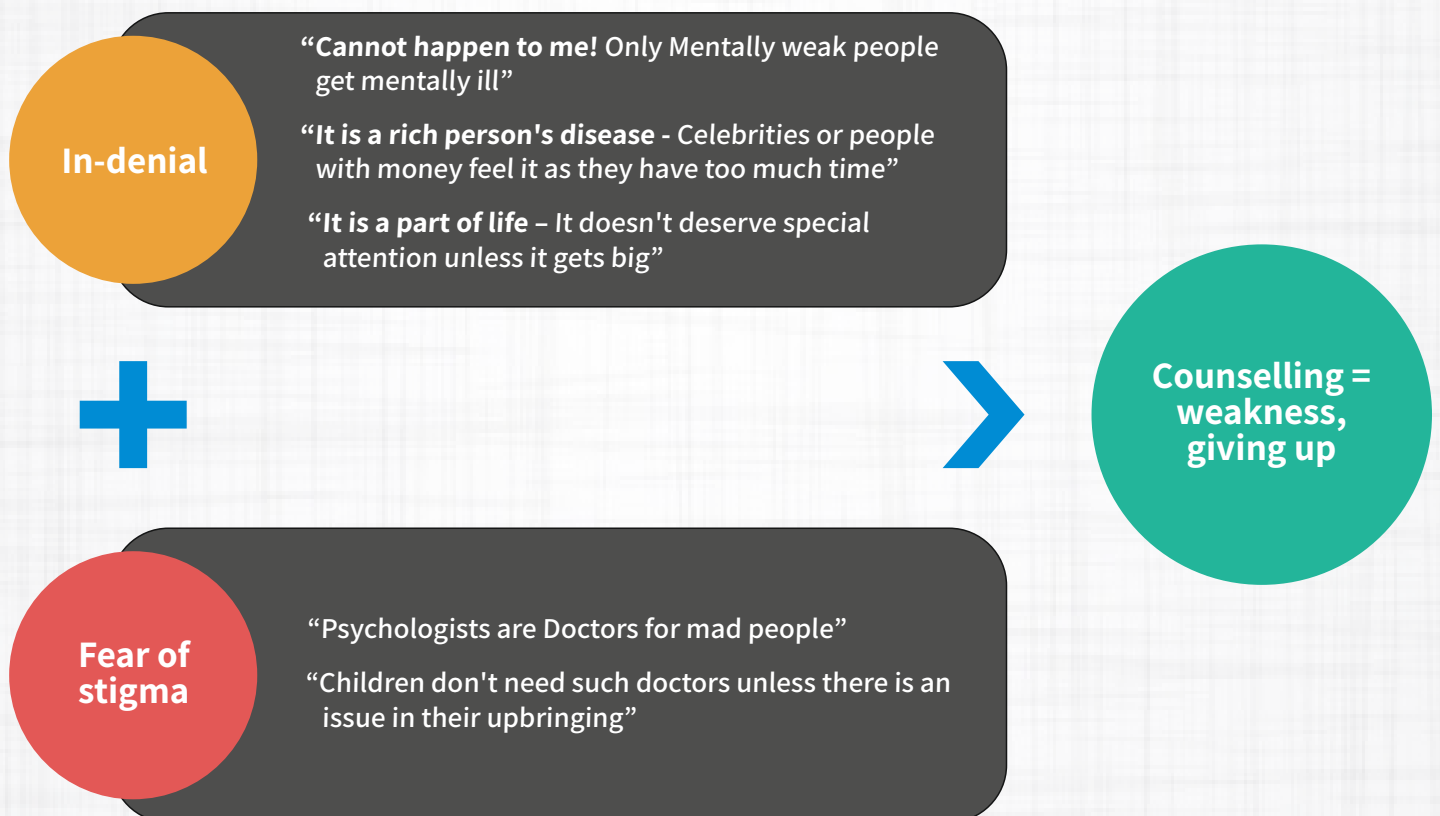 In-denial
“Cannot happen to me! Only Mentally weak people
get mentally ill”
“It is a rich person's disease - Celebrities or people
with money feel it as they have too much time”
“It is a part of life – It doesn't deserve special
attention unless it gets big”
Counselling =
weakness,
giving up
Fear of
stigma
“Psychologists are Doctors for mad people”
“Children don't need such doctors unless there is an
issue in their upbringing”